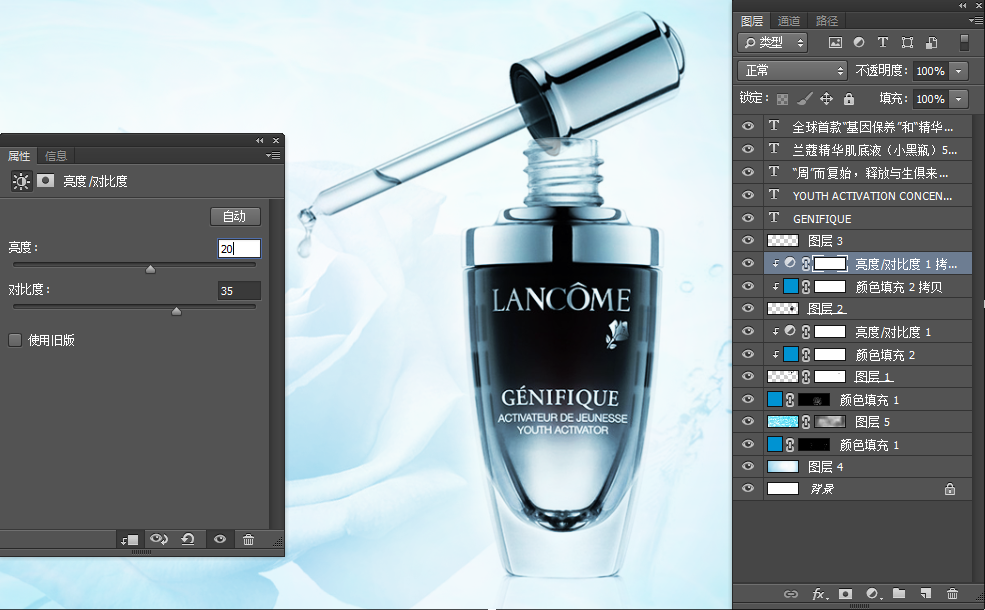 属性
信息
亮度/对比度
自动
亮度：
20
对比度：
35
使用旧版
LANCÔME
GÉNIFIQUE
ACTIVATEUR DE JEUNESSE
YOUTH ACTIVATOR
图层
通道
路径
类型
T
正常
不透明度：
100%
锁定：
填充：
100%
T 全球首款"基因保养"和"精华...
T 兰蔻精华肌底液（小黑瓶）5...
T "周"而复始，释放与生俱来...
T YOUTH ACTIVATION CONCEN...
T GENIFIQUE
图层 3
亮度/对比度 1 拷...
颜色填充 2 拷贝
图层 2
亮度/对比度 1
颜色填充 2
图层 1
颜色填充 1
图层 5
颜色填充 1
图层 4
背景
fx